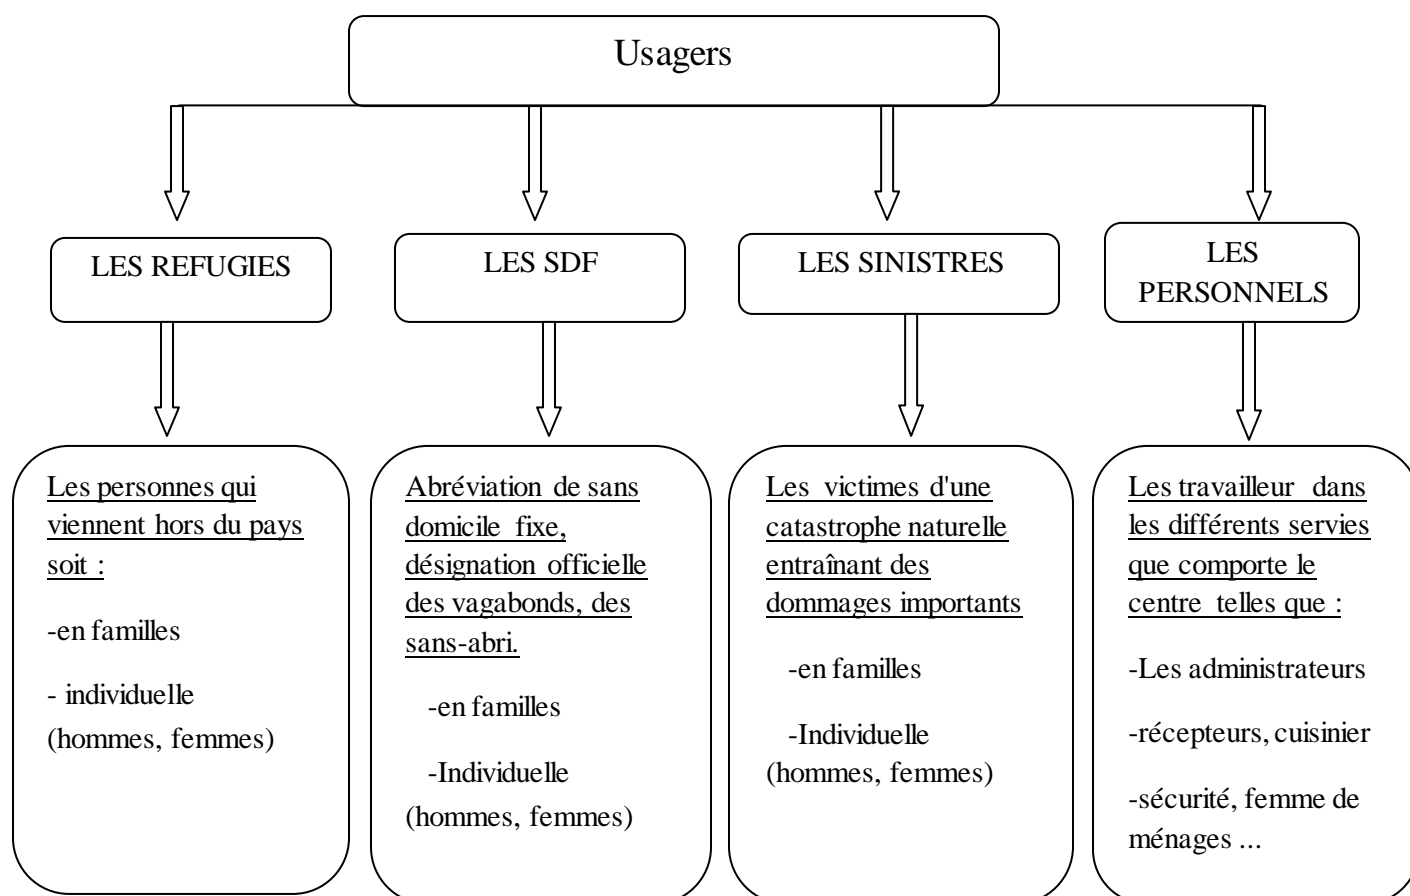 Usagers
LES REFUGIES
LES SDF
LES SINISTRES
LES
PERSONNELS
Les personnes qui
viennent hors du pays
soit :
-en familles
- individuelle
(hommes, femmes)
Abréviation de sans
domicile fixe,
désignation officielle
des vagabonds, des
sans-abri.
-en familles
-Individuelle
(hommes, femmes)
Les victimes d'une
catastrophe naturelle
entraînant des
dommages importants
-en familles
-Individuelle
(hommes, femmes)
Les travailleur dans
les différents servies
que comporte le
centre telles que :
-Les administrateurs
-récepteurs, cuisinier
-sécurité, femme de
ménages ...